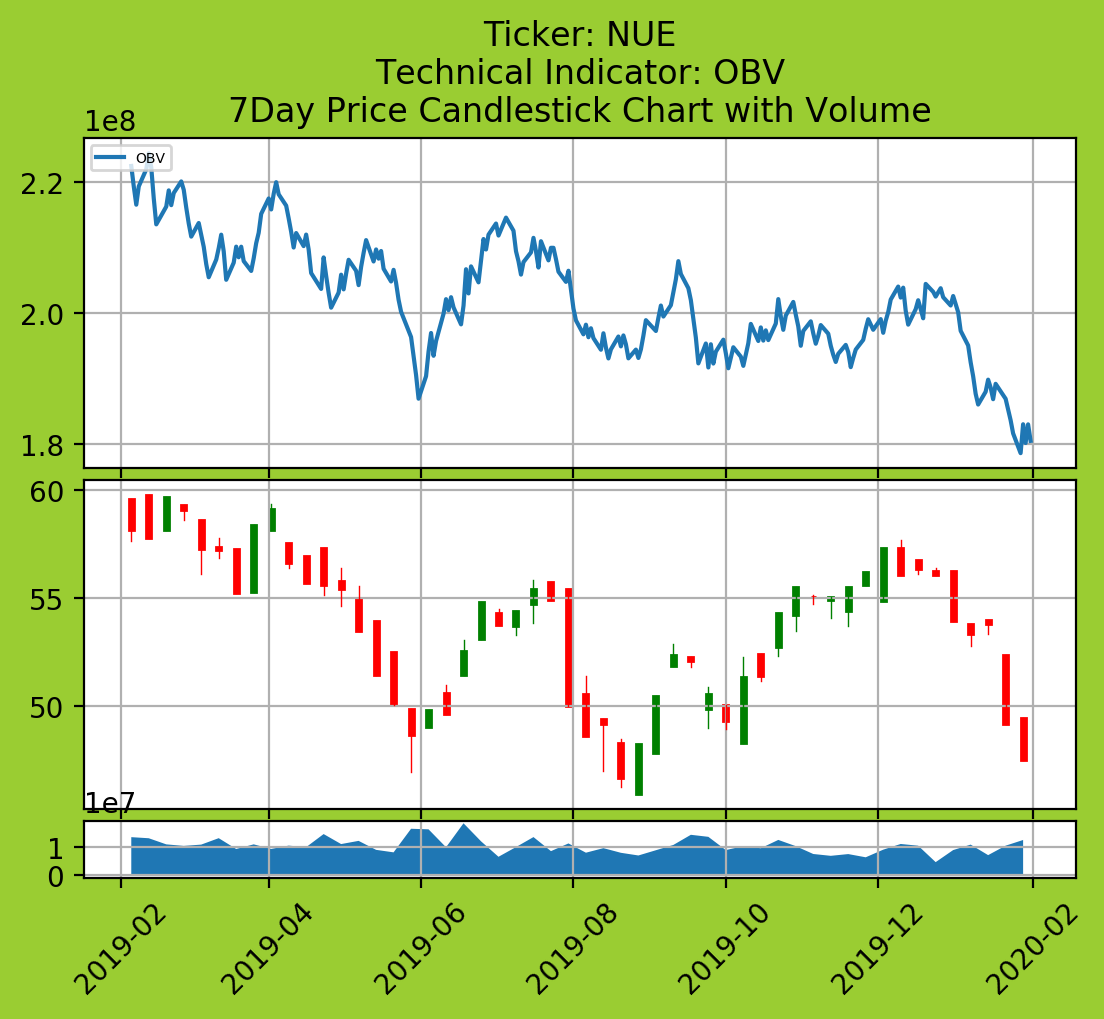 Ticker: NUE
Technical Indicator: OBV
7Day Price Candlestick Chart with Volume
1e8
OBV
2.2
2.0
1.8
60
55
50
1e7
1
0
2019-02
2019-04
2019-06
2019-08
2019-10
2019-12
2020-02